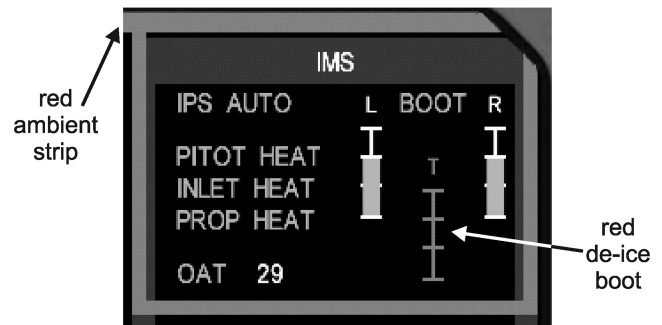 IMS
red
ambient
strip
IPS AUTO L BOOT R
PITOT HEAT T
INLET HEAT
PROP HEAT
OAT 29
red
de-ice
boot